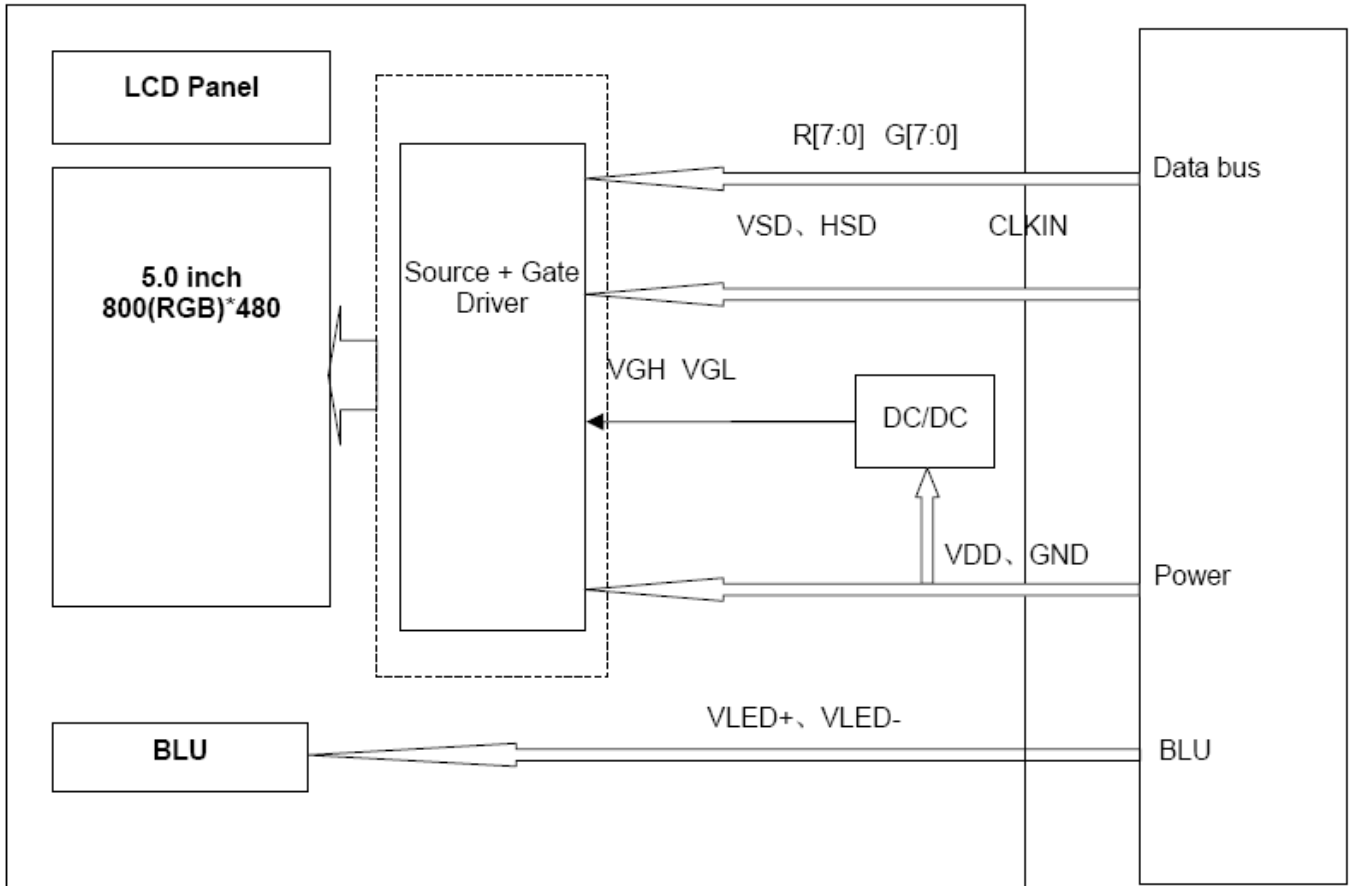 LCD Panel
R[7:0] G[7:0]
Data bus
VSD、HSD CLKIN
5.0 inch
800(RGB)*480
Source + Gate
Driver
VGH VGL
DC/DC
VDD、GND
Power
VLED+、VLED-
BLU
BLU